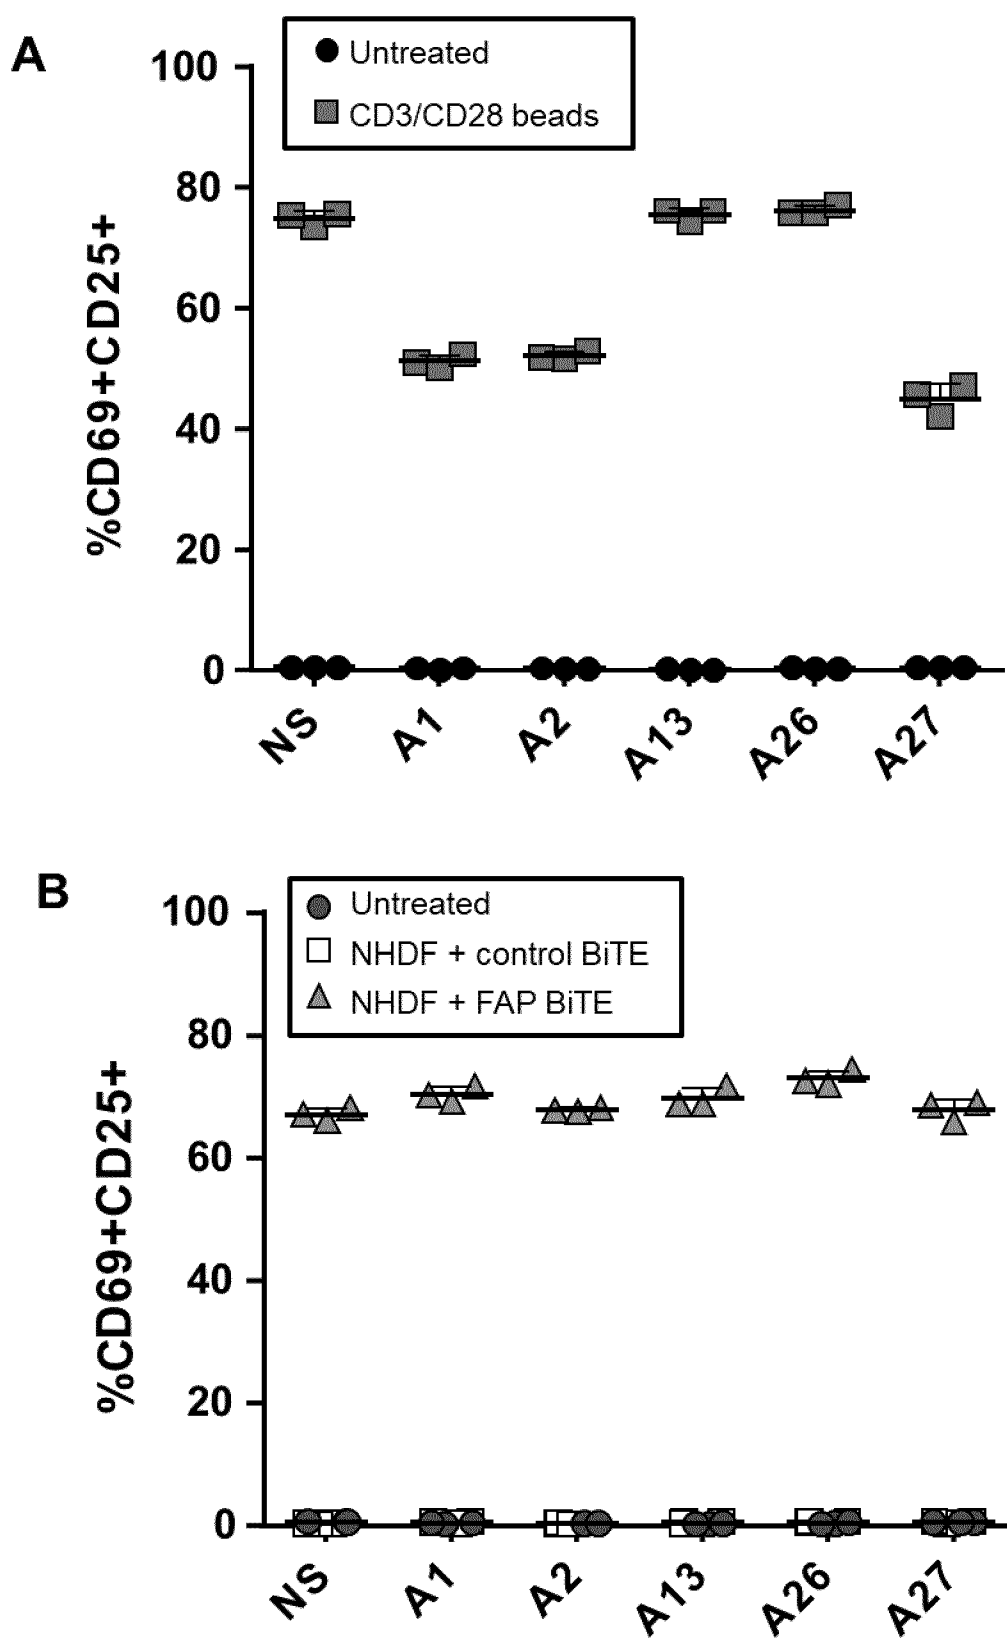 A
Untreated
CD3/CD28 beads
%CD69+CD25+
100
80
60
40
20
0
NS A1 A2 A13 A26 A27
B
Untreated
NHDF + control BiTE
NHDF + FAP BiTE
%CD69+CD25+
100
80
60
40
20
0
NS A1 A2 A13 A26 A27